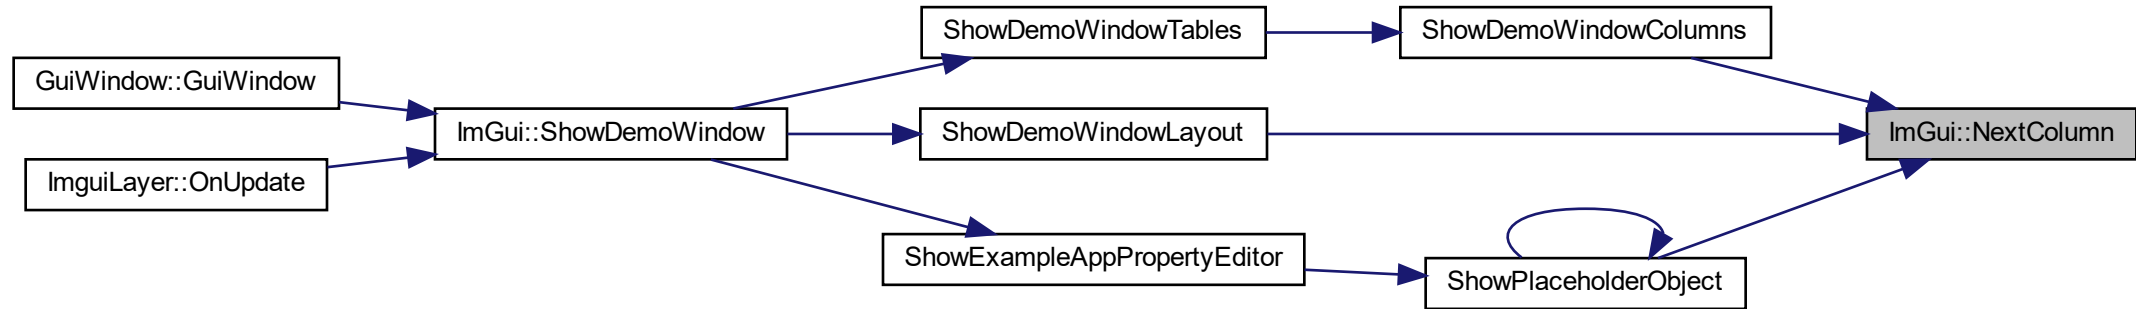 ShowDemoWindowTables
ShowDemoWindowColumns
GuiWindow::GuiWindow
ImGui::ShowDemoWindow
ShowDemoWindowLayout
ImGui::NextColumn
ImguiLayer::OnUpdate
ShowExampleAppPropertyEditor
ShowPlaceholderObject